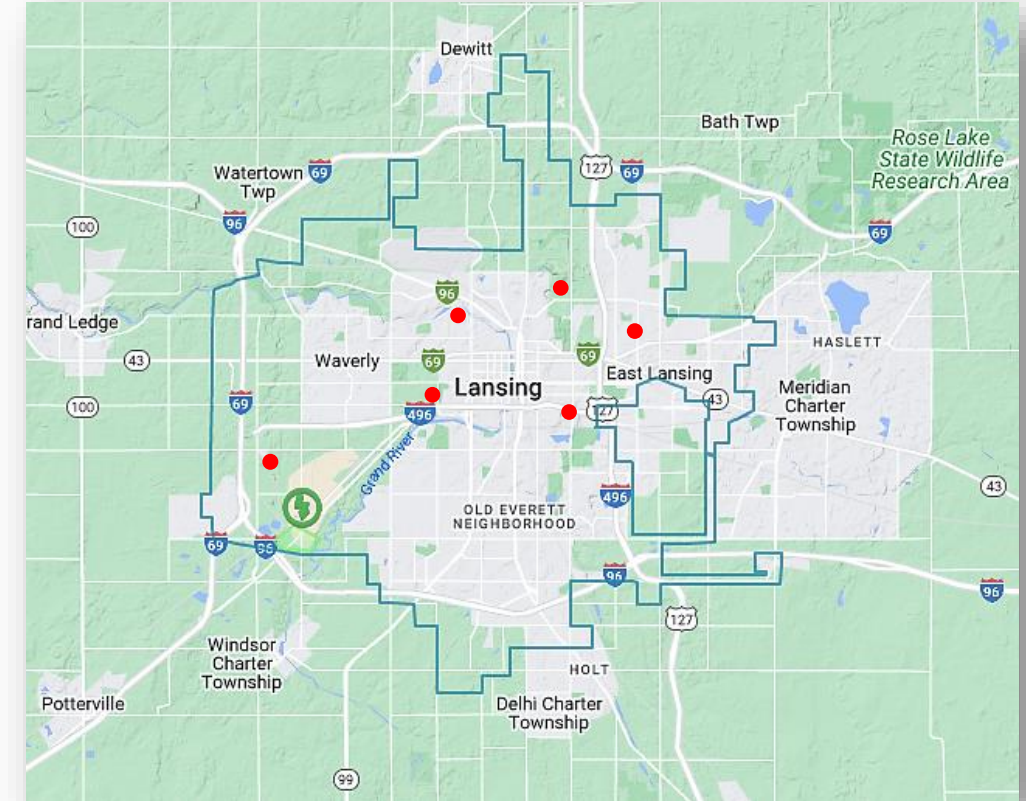 Dewitt
Bath Twp
Rose Lake
State Wildlife
Research Area
Watertown
Twp
69
127
69
96
100
69
96
rand Ledge
43
Waverly
69
69
HASLETT
Lansing
East Lansing
Meridian
Charter
Township
43
100
69
496
127
Grand River
43
496
OLD EVERETT
NEIGHBORHOOD
69
96
96
96
127
Windsor
Charter
Township
HOLT
Potterville
Delhi Charter
Township
99